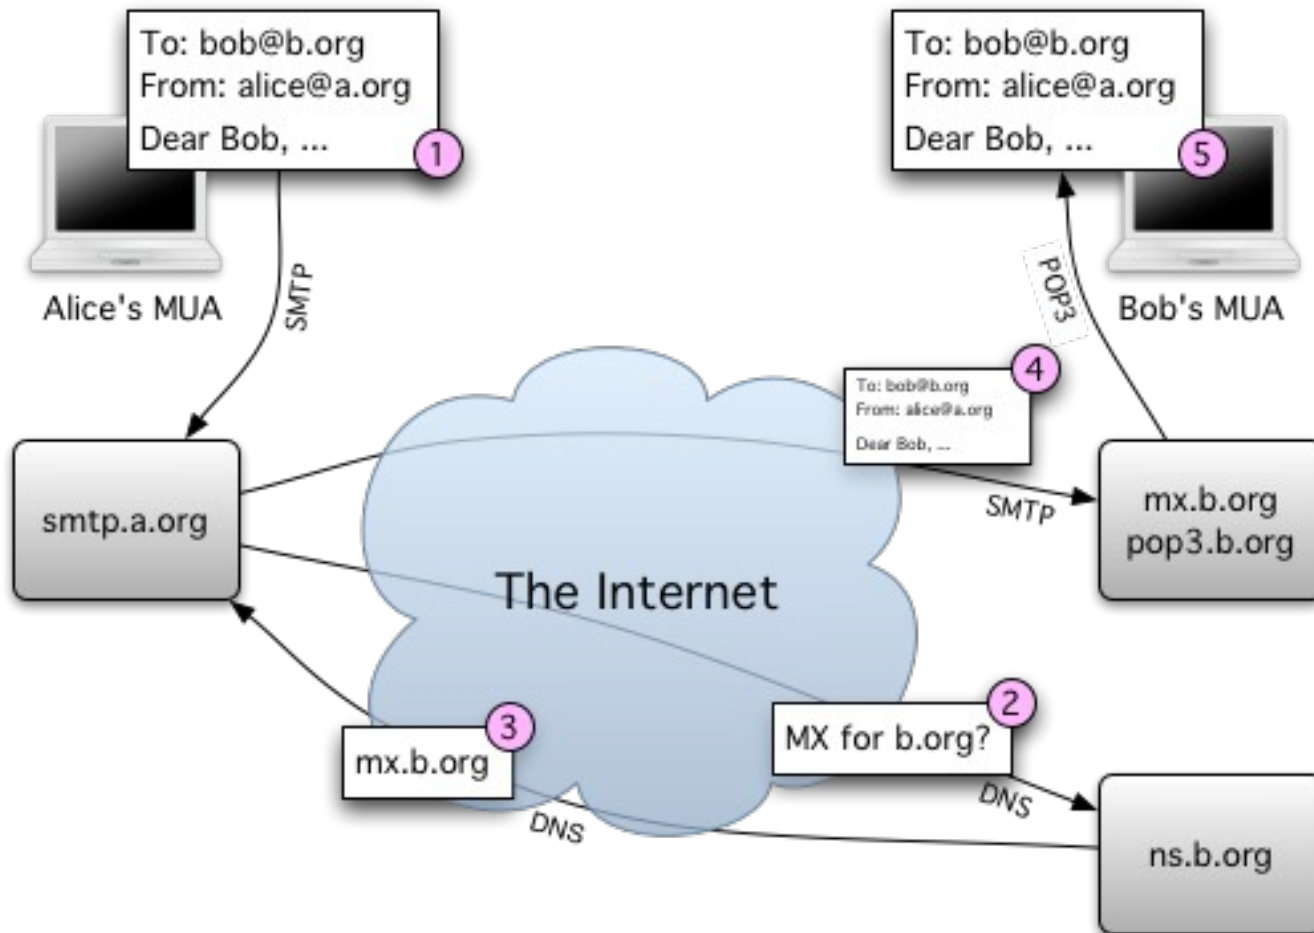 To: bob@b.org
From: alice@a.org
Dear Bob, ...
1
Alice's MUA
SMTP
To: bob@b.org
From: alice@a.org
Dear Bob, ...
5
Bob's MUA
POP3
To: bob@b.org
From: alice@a.org
Dear Bob, ...
4
SMTP
smtp.a.org
mx.b.org
pop3.b.org
The Internet
MX for b.org?
2
DNS
mx.b.org
3
DNS
ns.b.org